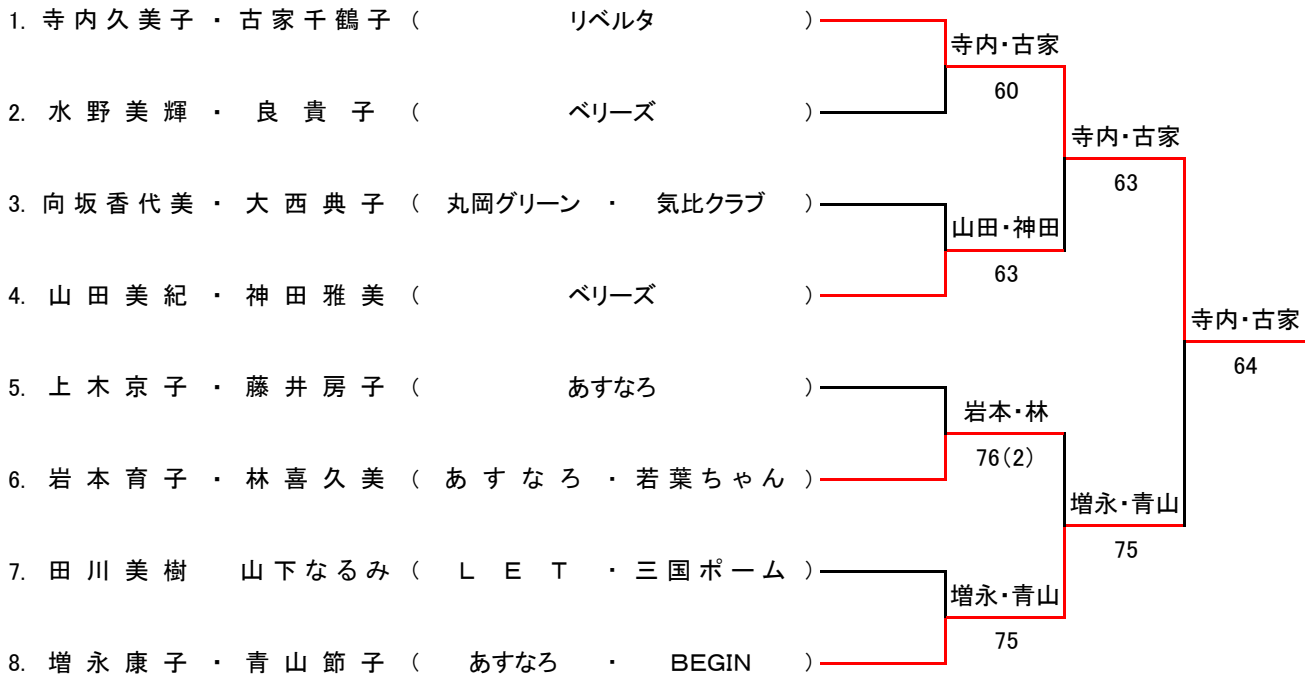 1. 寺内久美子・古家千鶴子（ リベルタ ）
寺内・古家
60
2. 水野美輝・良貴子（ ベリーズ ）
寺内・古家
63
3. 向坂香代美・大西典子（ 丸岡グリーン・気比クラブ ）
山田・神田
63
4. 山田美紀・神田雅美（ ベリーズ ）
寺内・古家
64
5. 上木京子・藤井房子（ あすなろ ）
岩本・林
76(2)
6. 岩本育子・林喜久美（ あすなろ・若葉ちゃん ）
増永・青山
75
7. 田川美樹 山下なるみ（ ＬＥＴ・三国ポーム ）
増永・青山
75
8. 増永康子・青山節子（ あすなろ・BEGIN ）